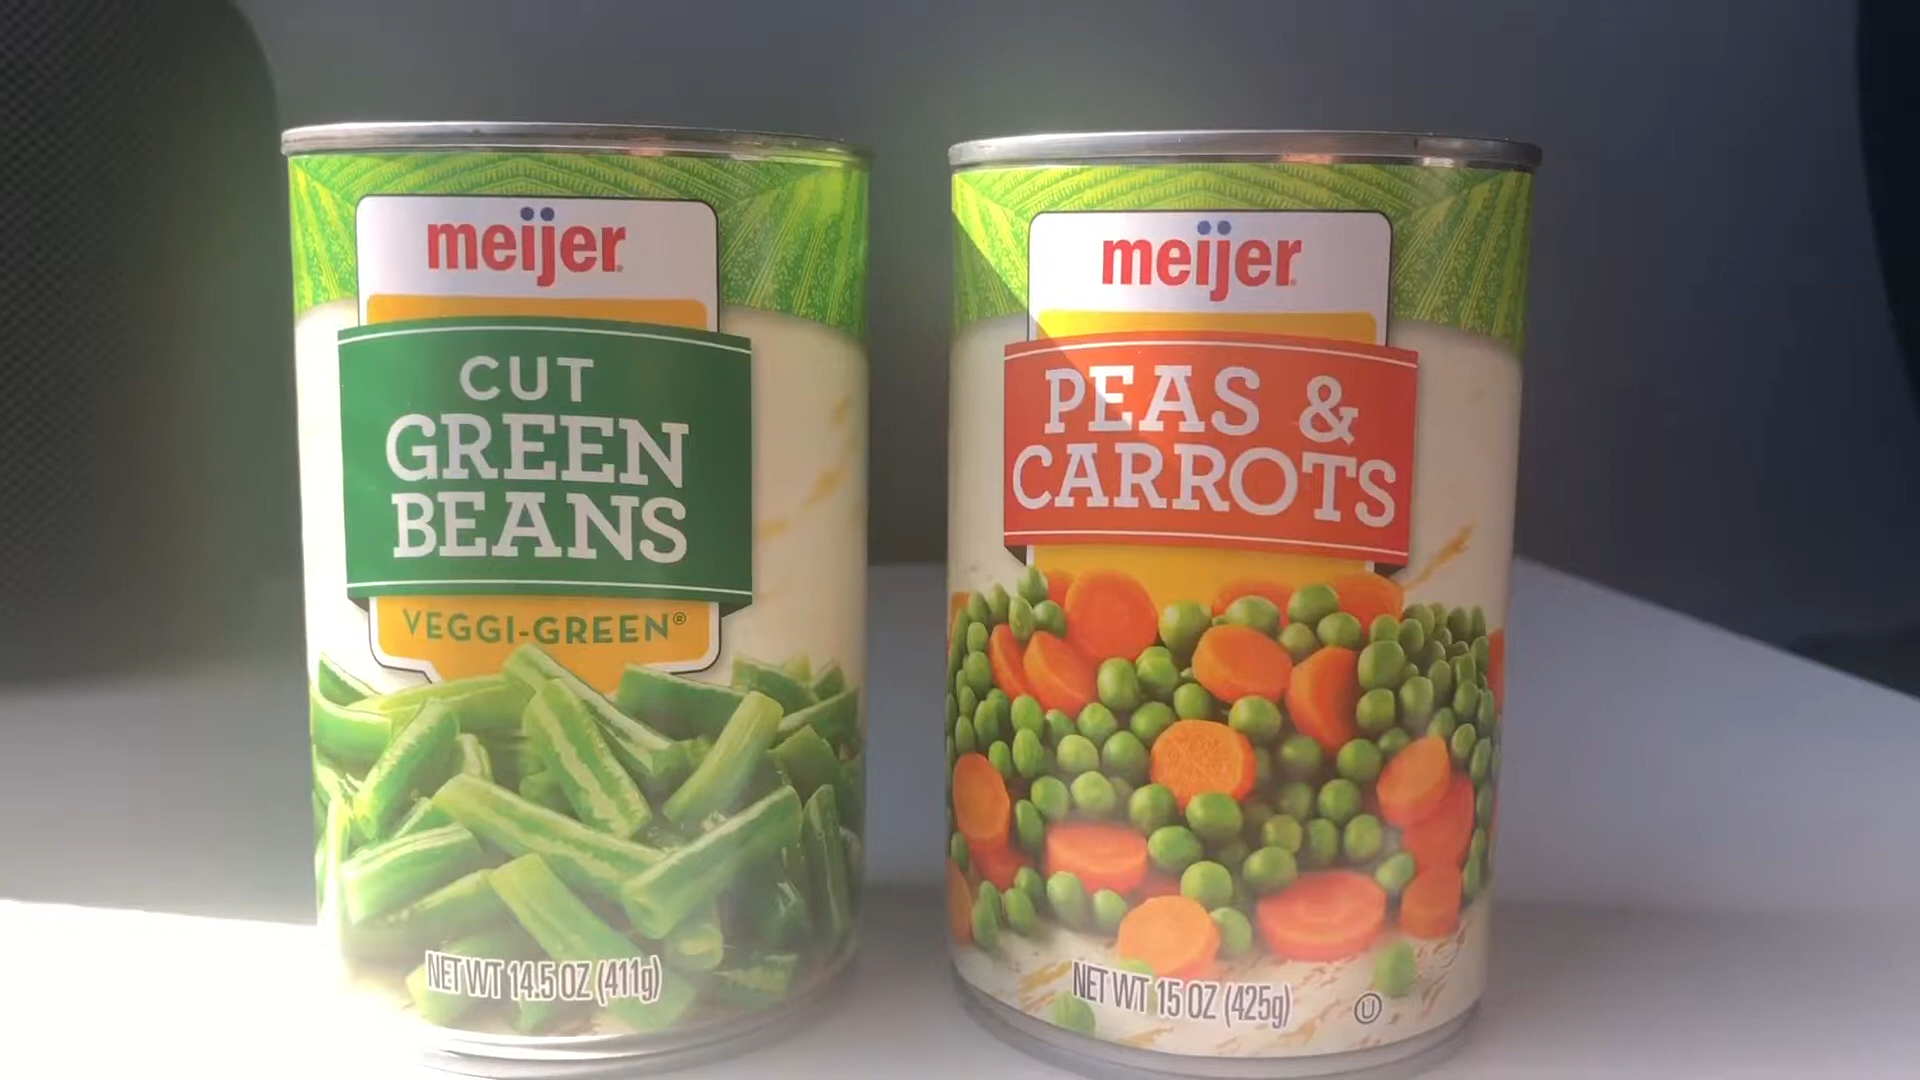 meijer
CUT
GREEN
BEANS
VEGGI-GREEN®
NET WT 14.5 OZ (411g)
meijer
PEAS &
CARROTS
NET WT 15 OZ (425g)
U